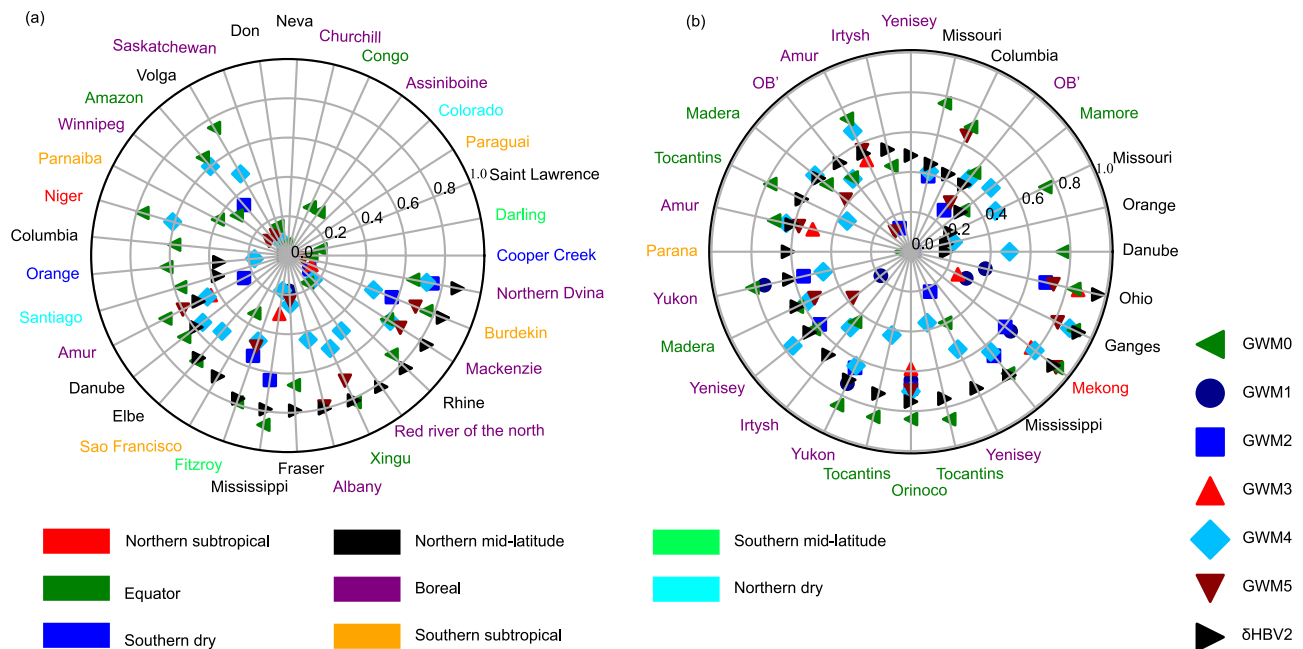 (a)
Neva
Churchill
Congo
Assiniboine
Colorado
Paraguai
Saint Lawrence
Darling
Cooper Creek
Northern Dvina
Burdekin
Mackenzie
Rhine
Red river of the north
Xingu
Albany
Fraser
Mississippi
Fitzroy
Sao Francisco
Elbe
Danube
Amur
Santiago
Orange
Columbia
Niger
Parnaiba
Winnipeg
Amazon
Volga
Saskatchewan
Don
0.0
0.2
0.4
0.6
0.8
1.0
(b)
Yenisey
Missouri
Columbia
OB'
Mamore
Missouri
Orange
Danube
Ohio
Ganges
Mekong
Mississippi
Yenisey
Tocantins
Orinoco
Tocantins
Yukon
Irtysh
Yenisey
Madera
Yukon
Parana
Amur
Tocantins
Madera
OB'
Amur
Irtysh
0.0
0.2
0.4
0.6
0.8
1.0
GWM0
GWM1
GWM2
GWM3
GWM4
GWM5
δHBV2
Northern subtropical
Northern mid-latitude
Southern mid-latitude
Equator
Boreal
Northern dry
Southern dry
Southern subtropical